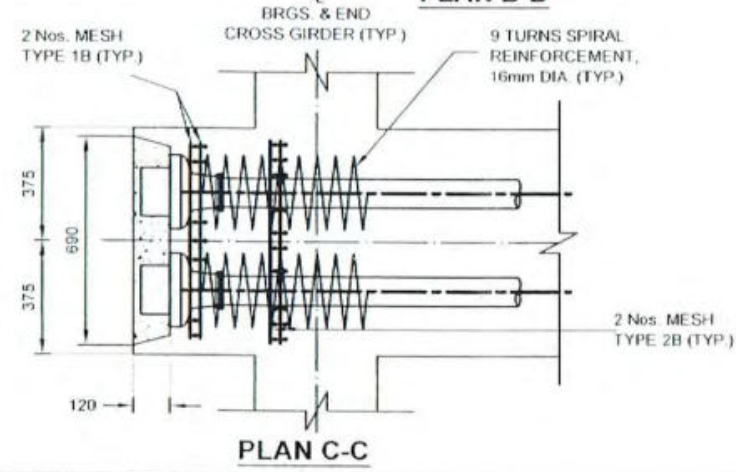 PLAN B-B
℄
BRGS. & END
CROSS GIRDER (TYP.)
2 Nos. MESH
TYPE 1B (TYP.)
9 TURNS SPIRAL
REINFORCEMENT,
16mm DIA. (TYP.)
375
690
375
2 Nos. MESH
TYPE 2B (TYP.)
120
PLAN C-C